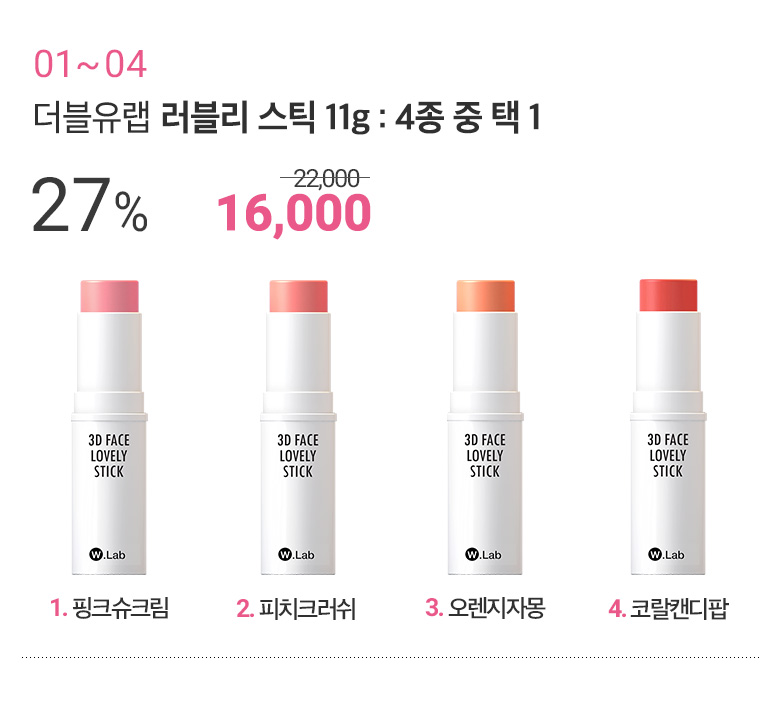 01~04
더블유랩 러블리 스틱 11g : 4종 중 택 1
27%
22,000
16,000
3D FACE
LOVELY
STICK
W.Lab
3D FACE
LOVELY
STICK
W.Lab
3D FACE
LOVELY
STICK
W.Lab
3D FACE
LOVELY
STICK
W.Lab
1. 핑크슈크림
2. 피치크러쉬
3. 오렌지자몽
4. 코랄캔디팝